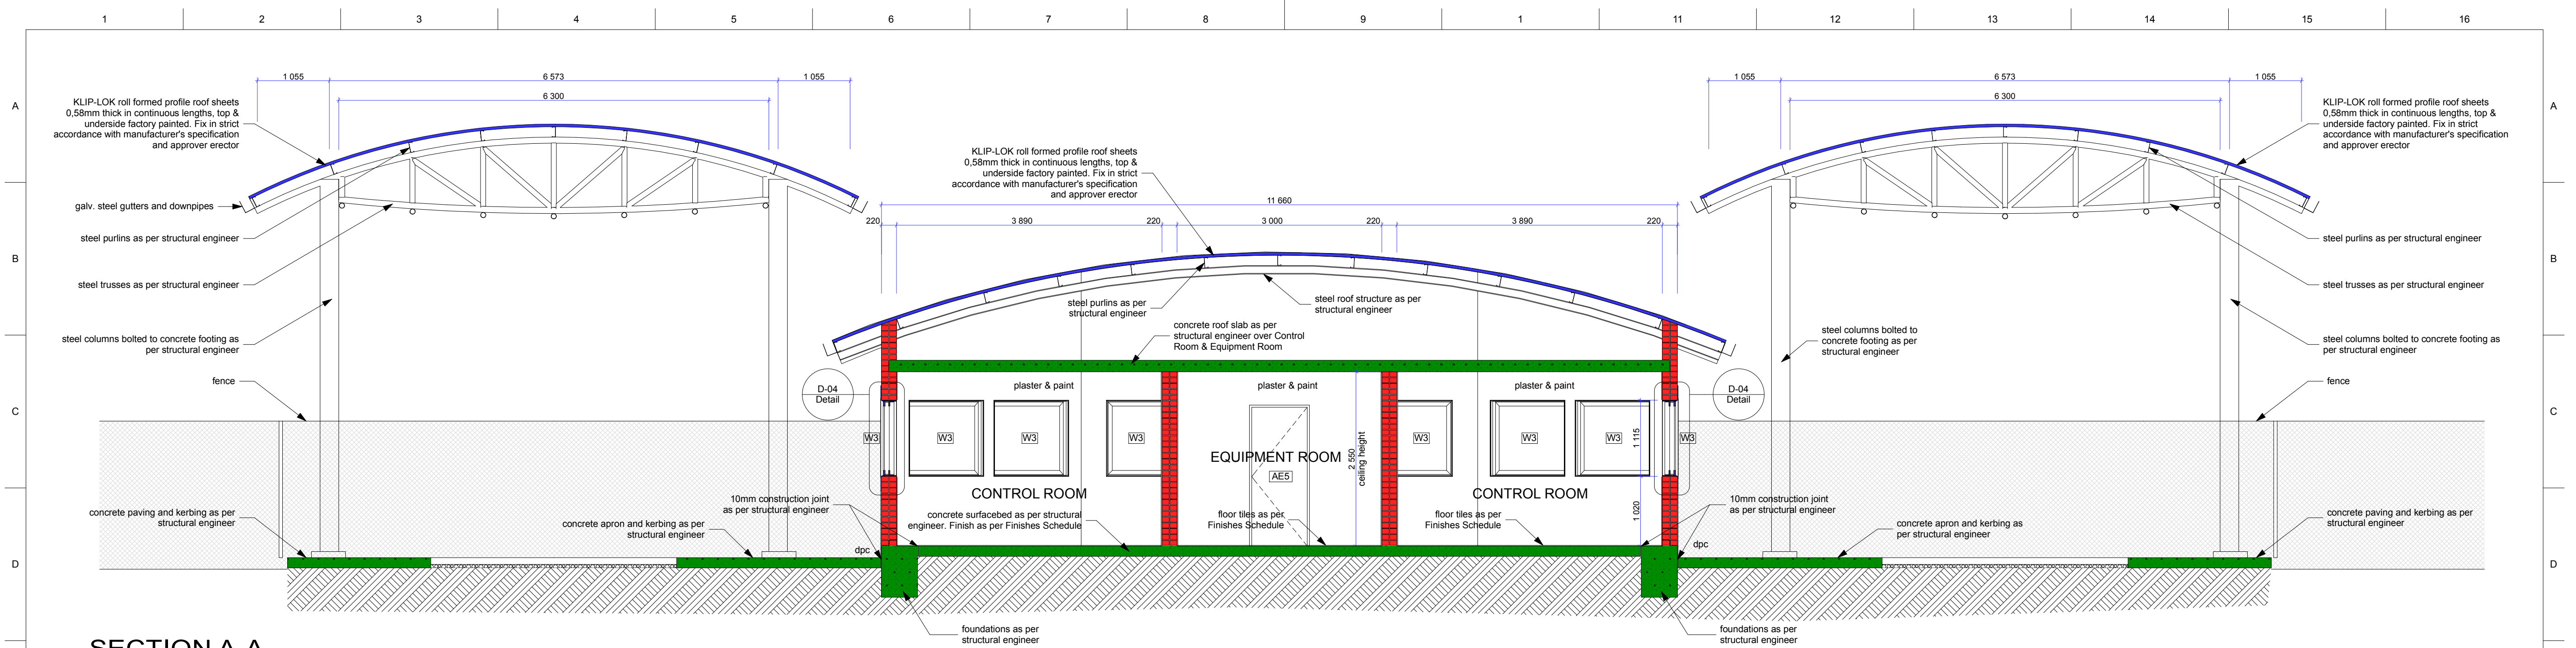 1 2 3 4 5 6 7 8 9 1 11 12 13 14 15 16
A
B
C
D
A
B
C
D
1 055
6 573
1 055
6 300
KLIP-LOK roll formed profile roof sheets
0,58mm thick in continuous lengths, top &
underside factory painted. Fix in strict
accordance with manufacturer's specification
and approver erector
galv. steel gutters and downpipes
steel purlins as per structural engineer
steel trusses as per structural engineer
steel columns bolted to concrete footing as
per structural engineer
fence
concrete paving and kerbing as per
structural engineer
concrete apron and kerbing as per
structural engineer
10mm construction joint
as per structural engineer
dpc
KLIP-LOK roll formed profile roof sheets
0,58mm thick in continuous lengths, top &
underside factory painted. Fix in strict
accordance with manufacturer's specification
and approver erector
11 660
220
3 890
220
3 000
220
3 890
220
steel purlins as per
structural engineer
steel roof structure as per
structural engineer
concrete roof slab as per
structural engineer over Control
Room & Equipment Room
D-04
Detail
plaster & paint
plaster & paint
plaster & paint
D-04
Detail
W3
W3
W3
W3
W3
W3
W3
W3
EQUIPMENT ROOM
AE5
2 550
ceiling height
1 115
1 020
CONTROL ROOM
CONTROL ROOM
concrete surfacebed as per structural
engineer. Finish as per Finishes Schedule
floor tiles as per
Finishes Schedule
floor tiles as per
Finishes Schedule
10mm construction joint
as per structural engineer
dpc
foundations as per
structural engineer
foundations as per
structural engineer
1 055
6 573
1 055
6 300
KLIP-LOK roll formed profile roof sheets
0,58mm thick in continuous lengths, top &
underside factory painted. Fix in strict
accordance with manufacturer's specification
and approver erector
steel purlins as per structural engineer
steel trusses as per structural engineer
steel columns bolted to
concrete footing as per
structural engineer
steel columns bolted to concrete footing as
per structural engineer
fence
concrete apron and kerbing as
per structural engineer
concrete paving and kerbing as per
structural engineer
SECTION A-A